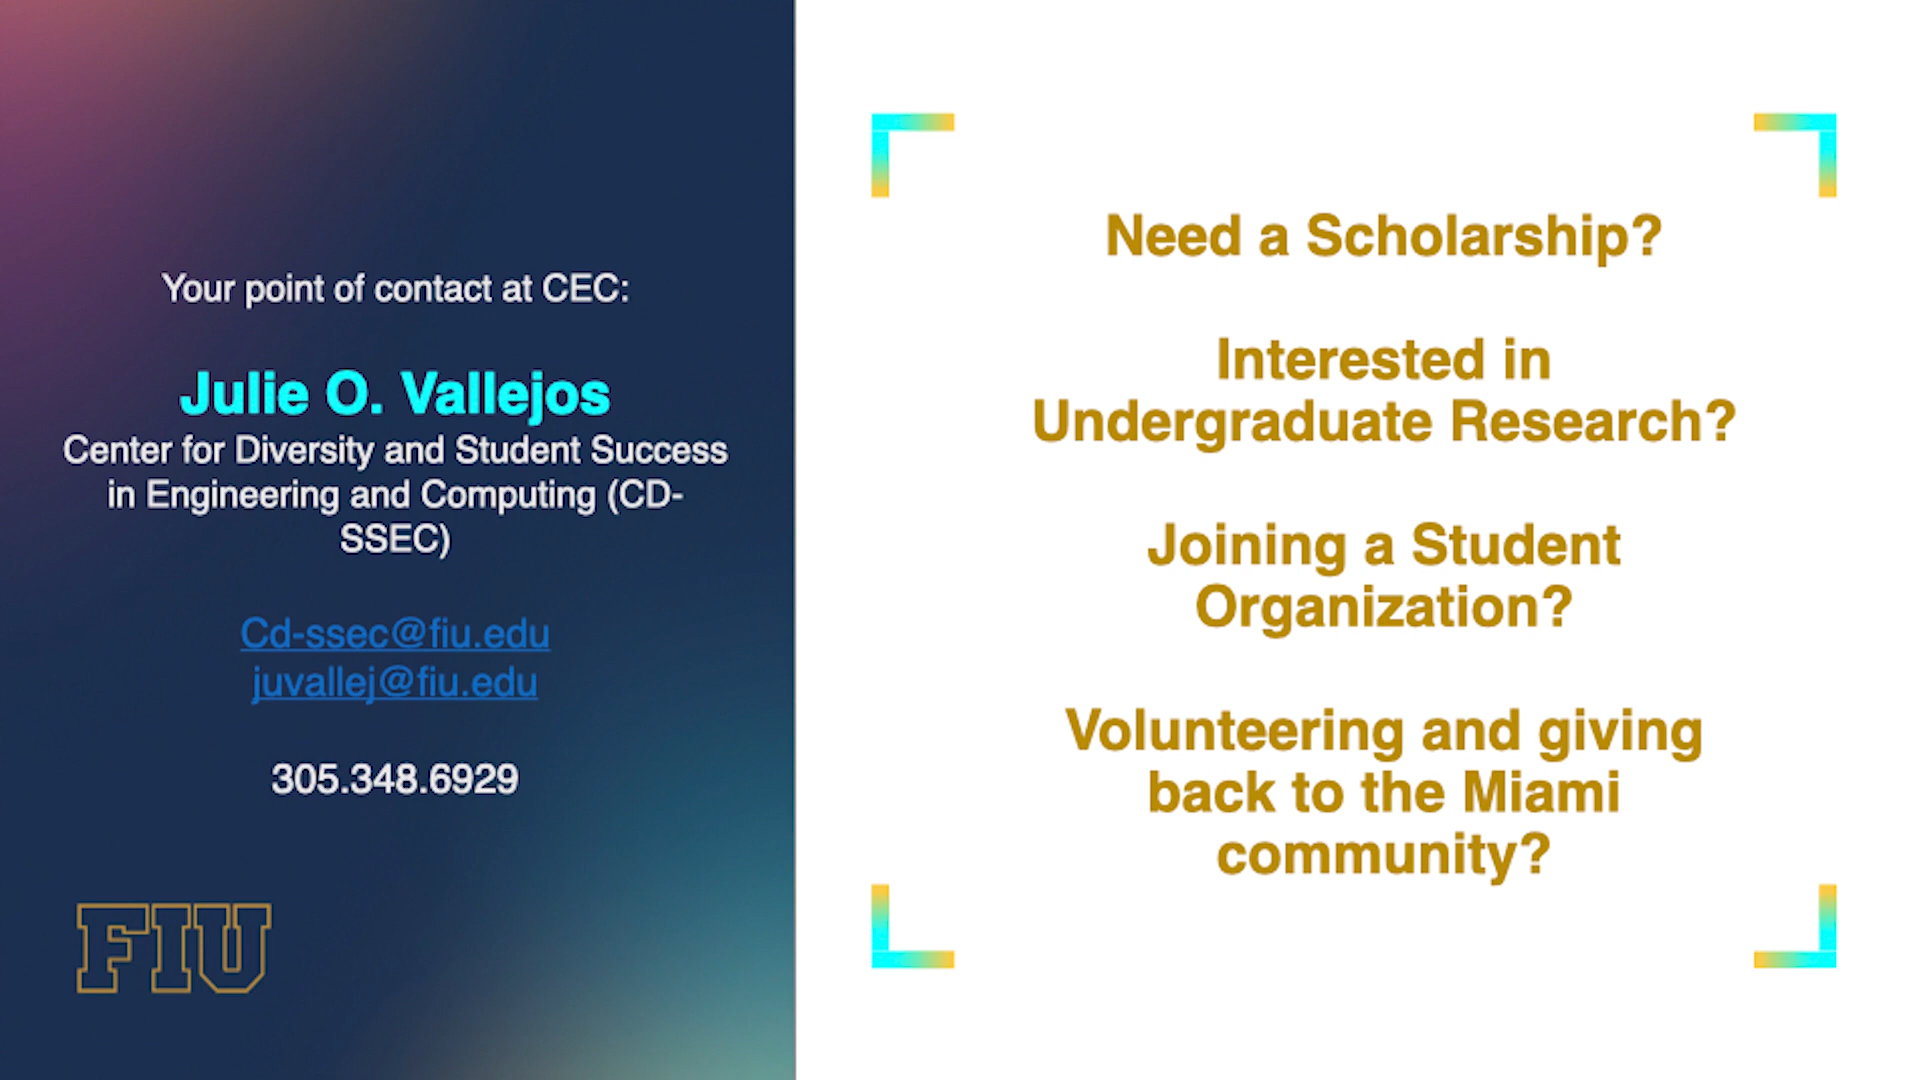 Your point of contact at CEC:
Julie O. Vallejos
Center for Diversity and Student Success
in Engineering and Computing (CD-
SSEC)
Cd-ssec@fiu.edu
juvallej@fiu.edu
305.348.6929
FIU
Need a Scholarship?
Interested in
Undergraduate Research?
Joining a Student
Organization?
Volunteering and giving
back to the Miami
community?